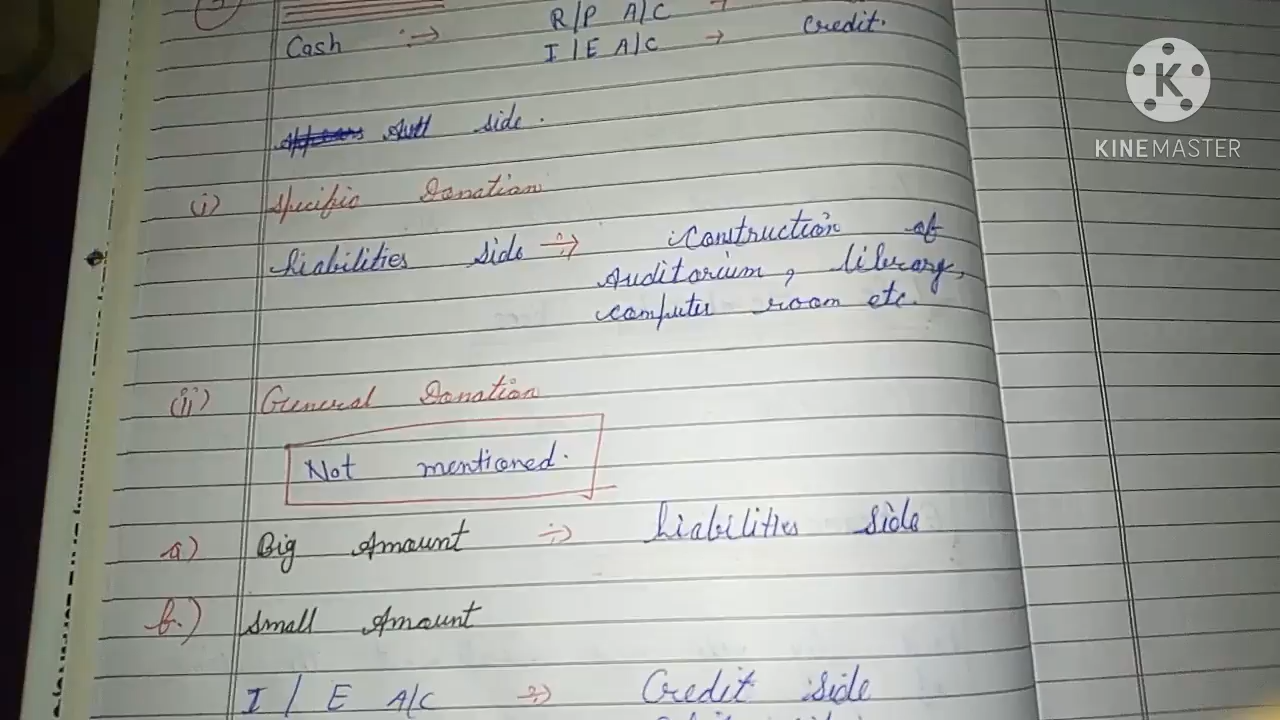 R/P A/C →
Cash :→ I/E A/C → Credit.
side.
(i) Specific Donation
Liabilities side ÷> Construction of
Auditorium, library,
computer room etc.
(ii) General Donation
Not mentioned.
a) Big Amount ÷> Liabilities side
b.) Small Amount
I / E A/C ÷> Credit side
K
KINEMASTER